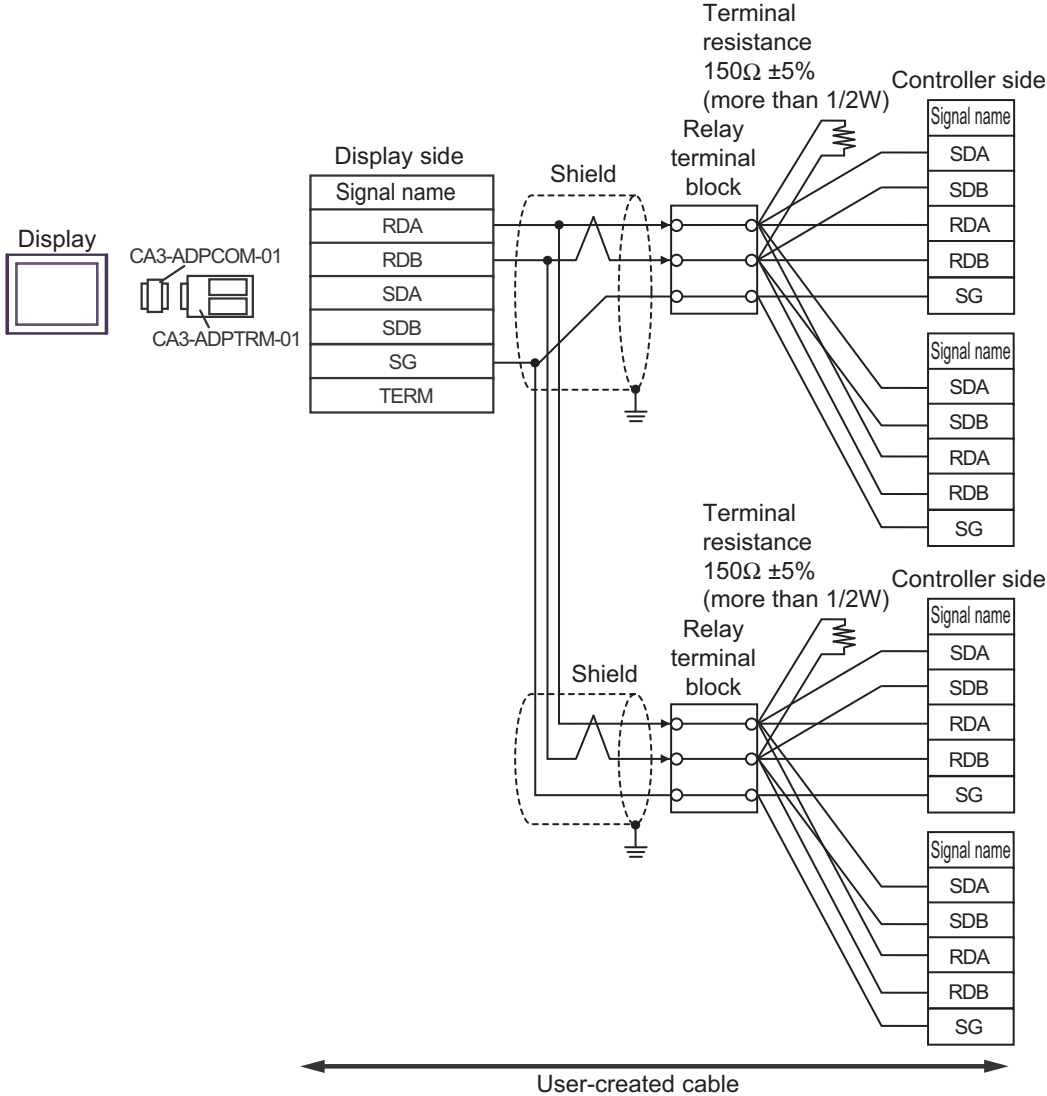 Display
CA3-ADPCOM-01
CA3-ADPTRM-01
Display side
Signal name
RDA
RDB
SDA
SDB
SG
TERM
Shield
Terminal
resistance
150Ω ±5%
(more than 1/2W)
Relay
terminal
block
Controller side
Signal name
SDA
SDB
RDA
RDB
SG
Signal name
SDA
SDB
RDA
RDB
SG
Shield
Terminal
resistance
150Ω ±5%
(more than 1/2W)
Relay
terminal
block
Controller side
Signal name
SDA
SDB
RDA
RDB
SG
Signal name
SDA
SDB
RDA
RDB
SG
User-created cable